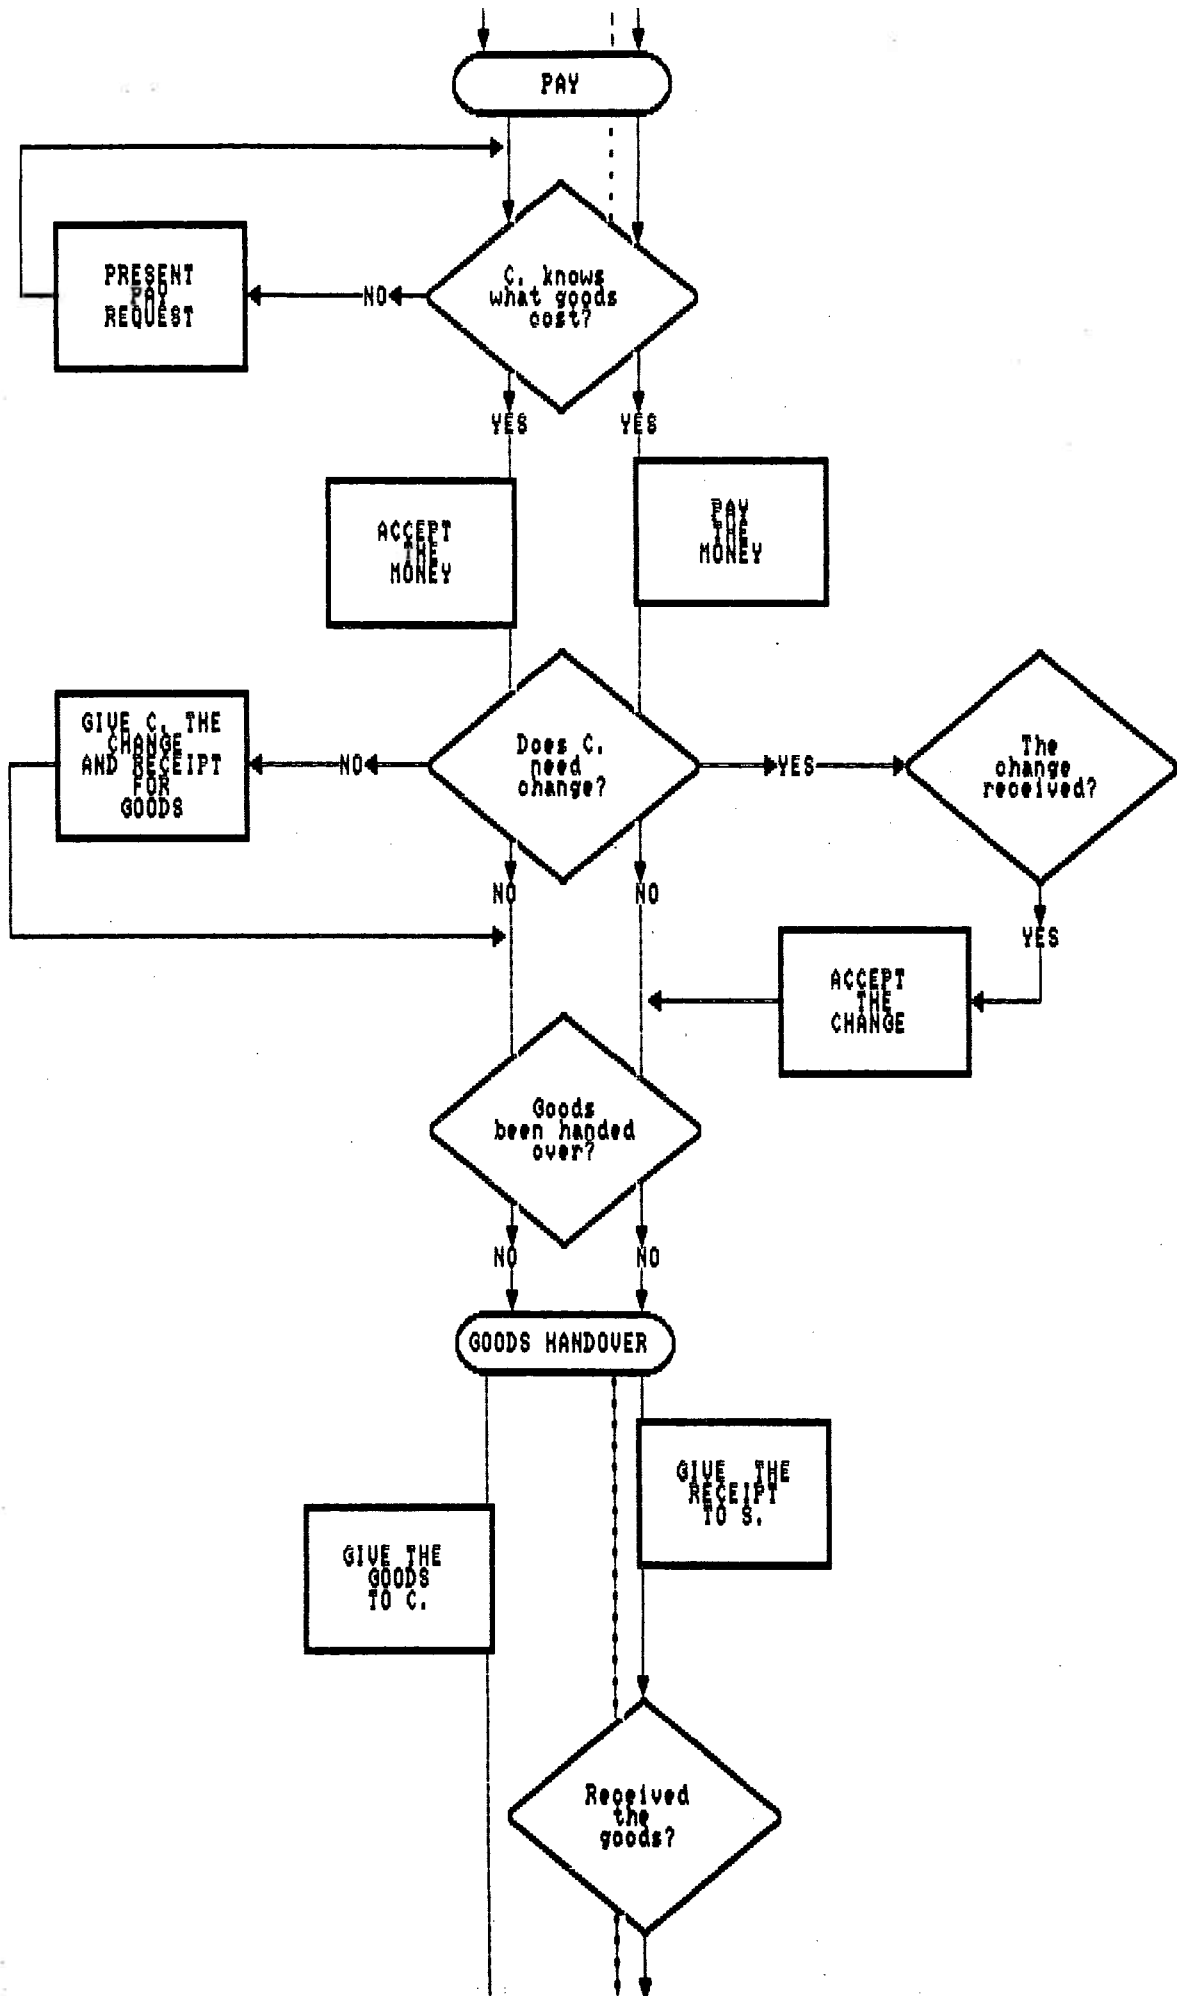 PAY
C. knows
what goods
cost?
NO
PRESENT
PAY
REQUEST
YES
YES
ACCEPT
THE
MONEY
PAY
THE
MONEY
GIVE C. THE
CHANGE
AND RECEIPT
FOR
GOODS
NO
Does C.
need
change?
YES
The
change
received?
NO
NO
YES
ACCEPT
THE
CHANGE
Goods
been handed
over?
NO
NO
GOODS HANDOVER
GIVE THE
RECEIPT
TO S.
GIVE THE
GOODS
TO C.
Received
the
goods?